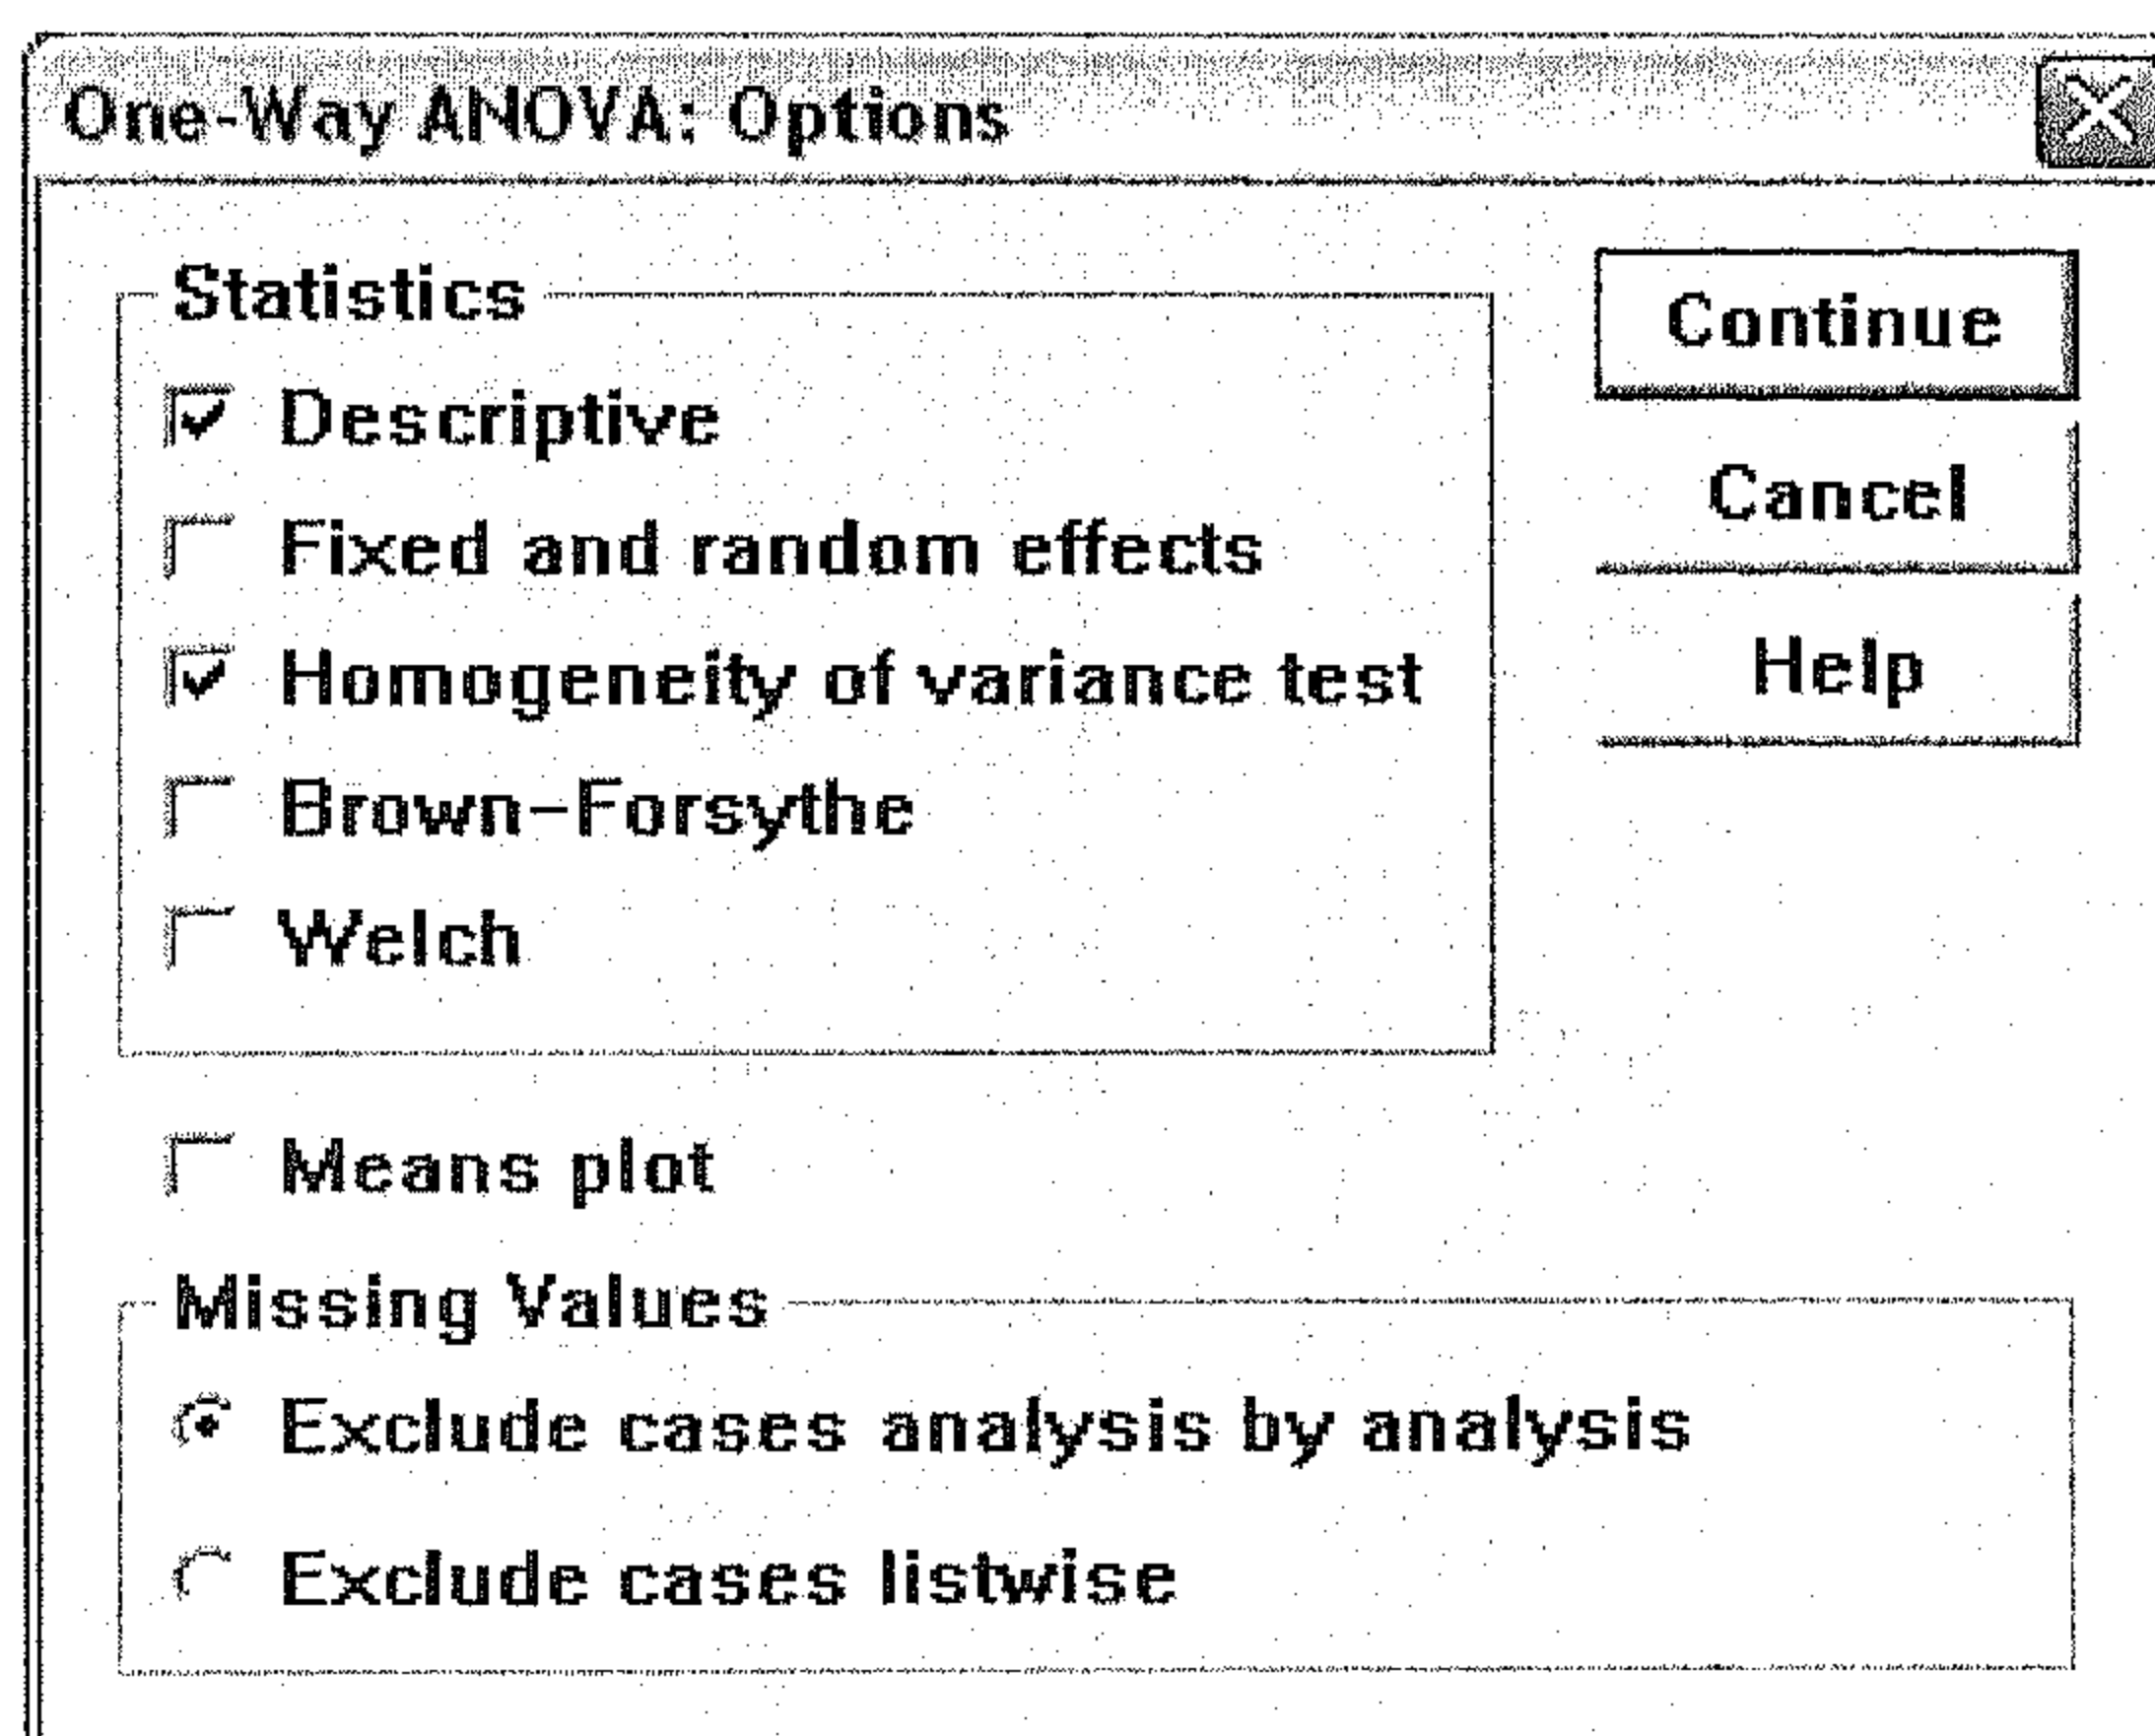 One-Way ANOVA: Options
Statistics
Descriptive
Fixed and random effects
Homogeneity of variance test
Brown-Forsythe
Welch
Continue
Cancel
Help
Means plot
Missing Values
Exclude cases analysis by analysis
Exclude cases listwise